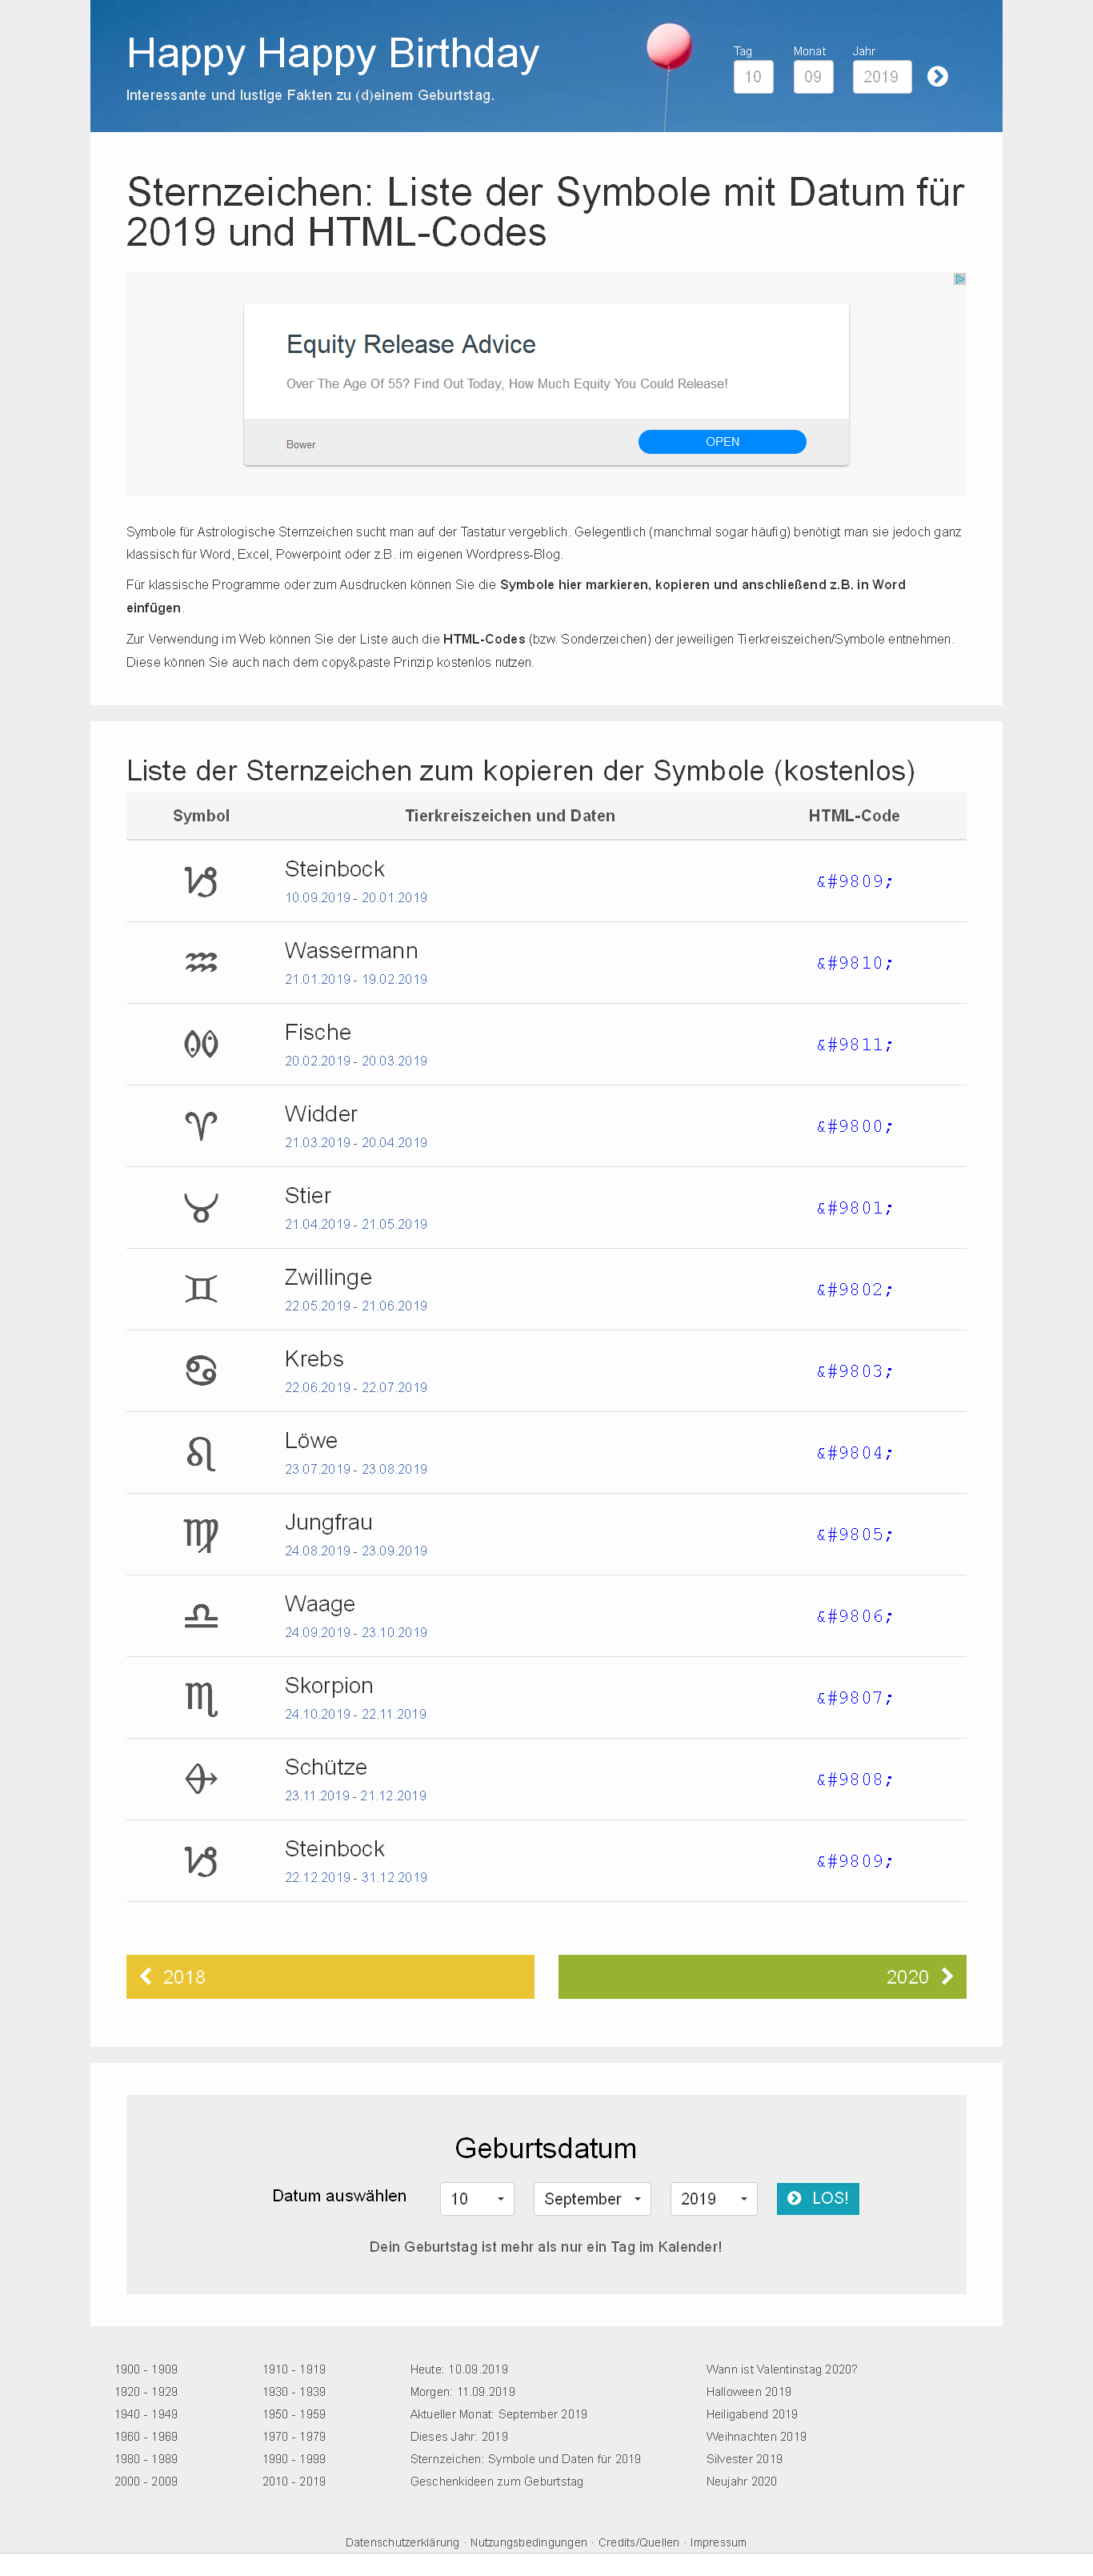 Happy Happy Birthday
Interessante und lustige Fakten zu (d)einem Geburtstag.
Tag Monat Jahr
10 09 2019
Sternzeichen: Liste der Symbole mit Datum für
2019 und HTML-Codes
Equity Release Advice
Over The Age Of 55? Find Out Today, How Much Equity You Could Release!
Bower OPEN
Symbole für Astrologische Sternzeichen sucht man auf der Tastatur vergeblich. Gelegentlich (manchmal sogar häufig) benötigt man sie jedoch ganz
klassisch für Word, Excel, Powerpoint oder z.B. im eigenen Wordpress-Blog.
Für klassische Programme oder zum Ausdrucken können Sie die Symbole hier markieren, kopieren und anschließend z.B. in Word
einfügen.
Zur Verwendung im Web können Sie der Liste auch die HTML-Codes (bzw. Sonderzeichen) der jeweiligen Tierkreiszeichen/Symbole entnehmen.
Diese können Sie auch nach dem copy&paste Prinzip kostenlos nutzen.
Liste der Sternzeichen zum kopieren der Symbole (kostenlos)
Symbol Tierkreiszeichen und Daten HTML-Code
♑ Steinbock &#9809;
10.09.2019 - 20.01.2019
♒ Wassermann &#9810;
21.01.2019 - 19.02.2019
Fische &#9811;
20.02.2019 - 20.03.2019
♈ Widder &#9800;
21.03.2019 - 20.04.2019
♉ Stier &#9801;
21.04.2019 - 21.05.2019
♊ Zwillinge &#9802;
22.05.2019 - 21.06.2019
♋ Krebs &#9803;
22.06.2019 - 22.07.2019
♌ Löwe &#9804;
23.07.2019 - 23.08.2019
♍ Jungfrau &#9805;
24.08.2019 - 23.09.2019
♎ Waage &#9806;
24.09.2019 - 23.10.2019
♏ Skorpion &#9807;
24.10.2019 - 22.11.2019
♐ Schütze &#9808;
23.11.2019 - 21.12.2019
♑ Steinbock &#9809;
22.12.2019 - 31.12.2019
2018 2020
Geburtsdatum
Datum auswählen 10 September 2019 LOS!
Dein Geburtstag ist mehr als nur ein Tag im Kalender!
1900 - 1909 1910 - 1919 Heute: 10.09.2019 Wann ist Valentinstag 2020?
1920 - 1929 1930 - 1939 Morgen: 11.09.2019 Halloween 2019
1940 - 1949 1950 - 1959 Aktueller Monat: September 2019 Heiligabend 2019
1960 - 1969 1970 - 1979 Dieses Jahr: 2019 Weihnachten 2019
1980 - 1989 1990 - 1999 Sternzeichen: Symbole und Daten für 2019 Silvester 2019
2000 - 2009 2010 - 2019 Geschenkideen zum Geburtstag Neujahr 2020
Datenschutzerklärung · Nutzungsbedingungen · Credits/Quellen · Impressum